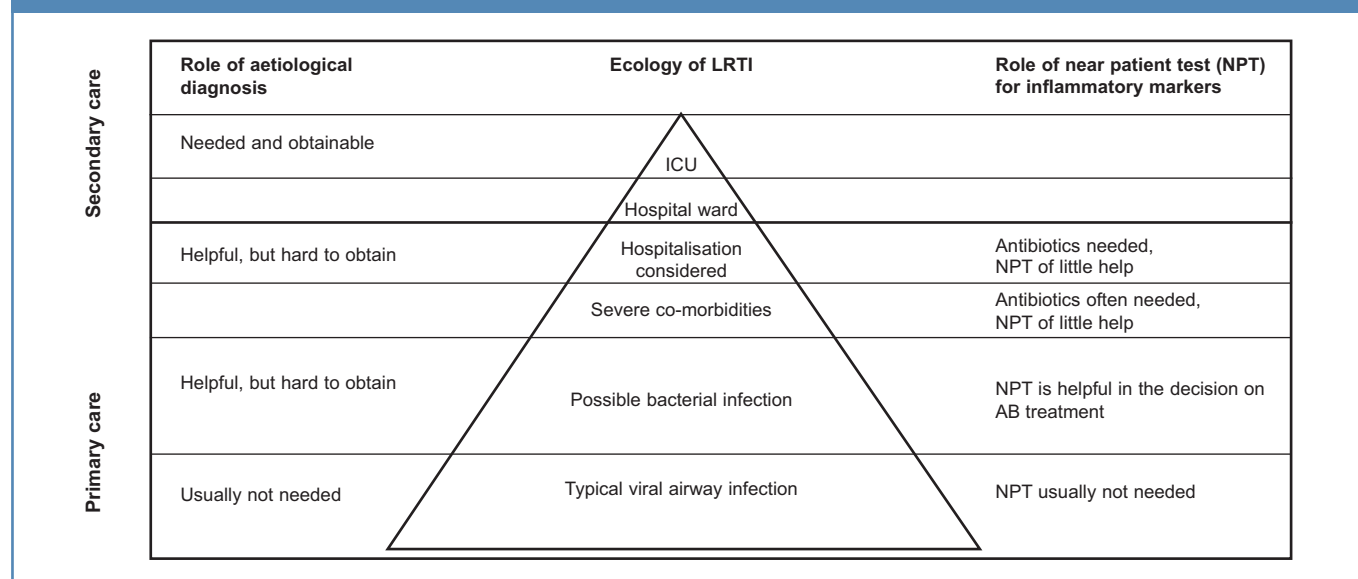 Secondary care
Primary care
Role of aetiological
diagnosis
Ecology of LRTI
Role of near patient test (NPT)
for inflammatory markers
Needed and obtainable
ICU
Hospital ward
Helpful, but hard to obtain
Hospitalisation
considered
Antibiotics needed,
NPT of little help
Severe co-morbidities
Antibiotics often needed,
NPT of little help
Helpful, but hard to obtain
Possible bacterial infection
NPT is helpful in the decision on
AB treatment
Usually not needed
Typical viral airway infection
NPT usually not needed